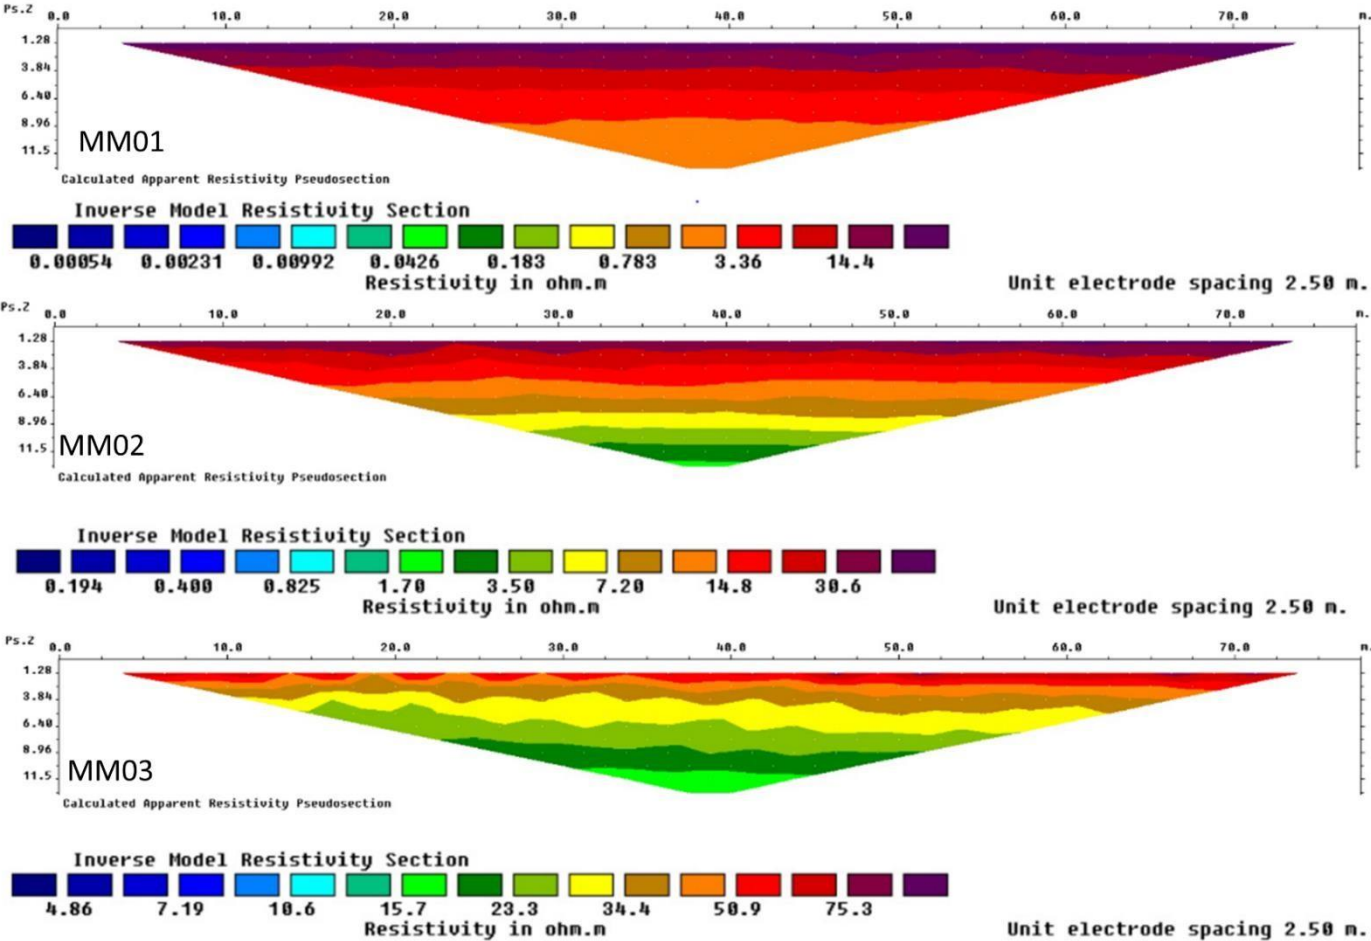 Ps.Z 0.0 10.0 20.0 30.0 40.0 50.0 60.0 70.0 m.
1.28
3.84
6.40
8.96
11.5
MM01
Calculated Apparent Resistivity Pseudosection
Inverse Model Resistivity Section
0.00054 0.00231 0.00992 0.0426 0.183 0.783 3.36 14.4
Resistivity in ohm.m Unit electrode spacing 2.50 m.
Ps.Z 0.0 10.0 20.0 30.0 40.0 50.0 60.0 70.0 m.
1.28
3.84
6.40
8.96
11.5
MM02
Calculated Apparent Resistivity Pseudosection
Inverse Model Resistivity Section
0.194 0.400 0.825 1.70 3.50 7.20 14.8 30.6
Resistivity in ohm.m Unit electrode spacing 2.50 m.
Ps.Z 0.0 10.0 20.0 30.0 40.0 50.0 60.0 70.0 m.
1.28
3.84
6.40
8.96
11.5
MM03
Calculated Apparent Resistivity Pseudosection
Inverse Model Resistivity Section
4.86 7.19 10.6 15.7 23.3 34.4 50.9 75.3
Resistivity in ohm.m Unit electrode spacing 2.50 m.